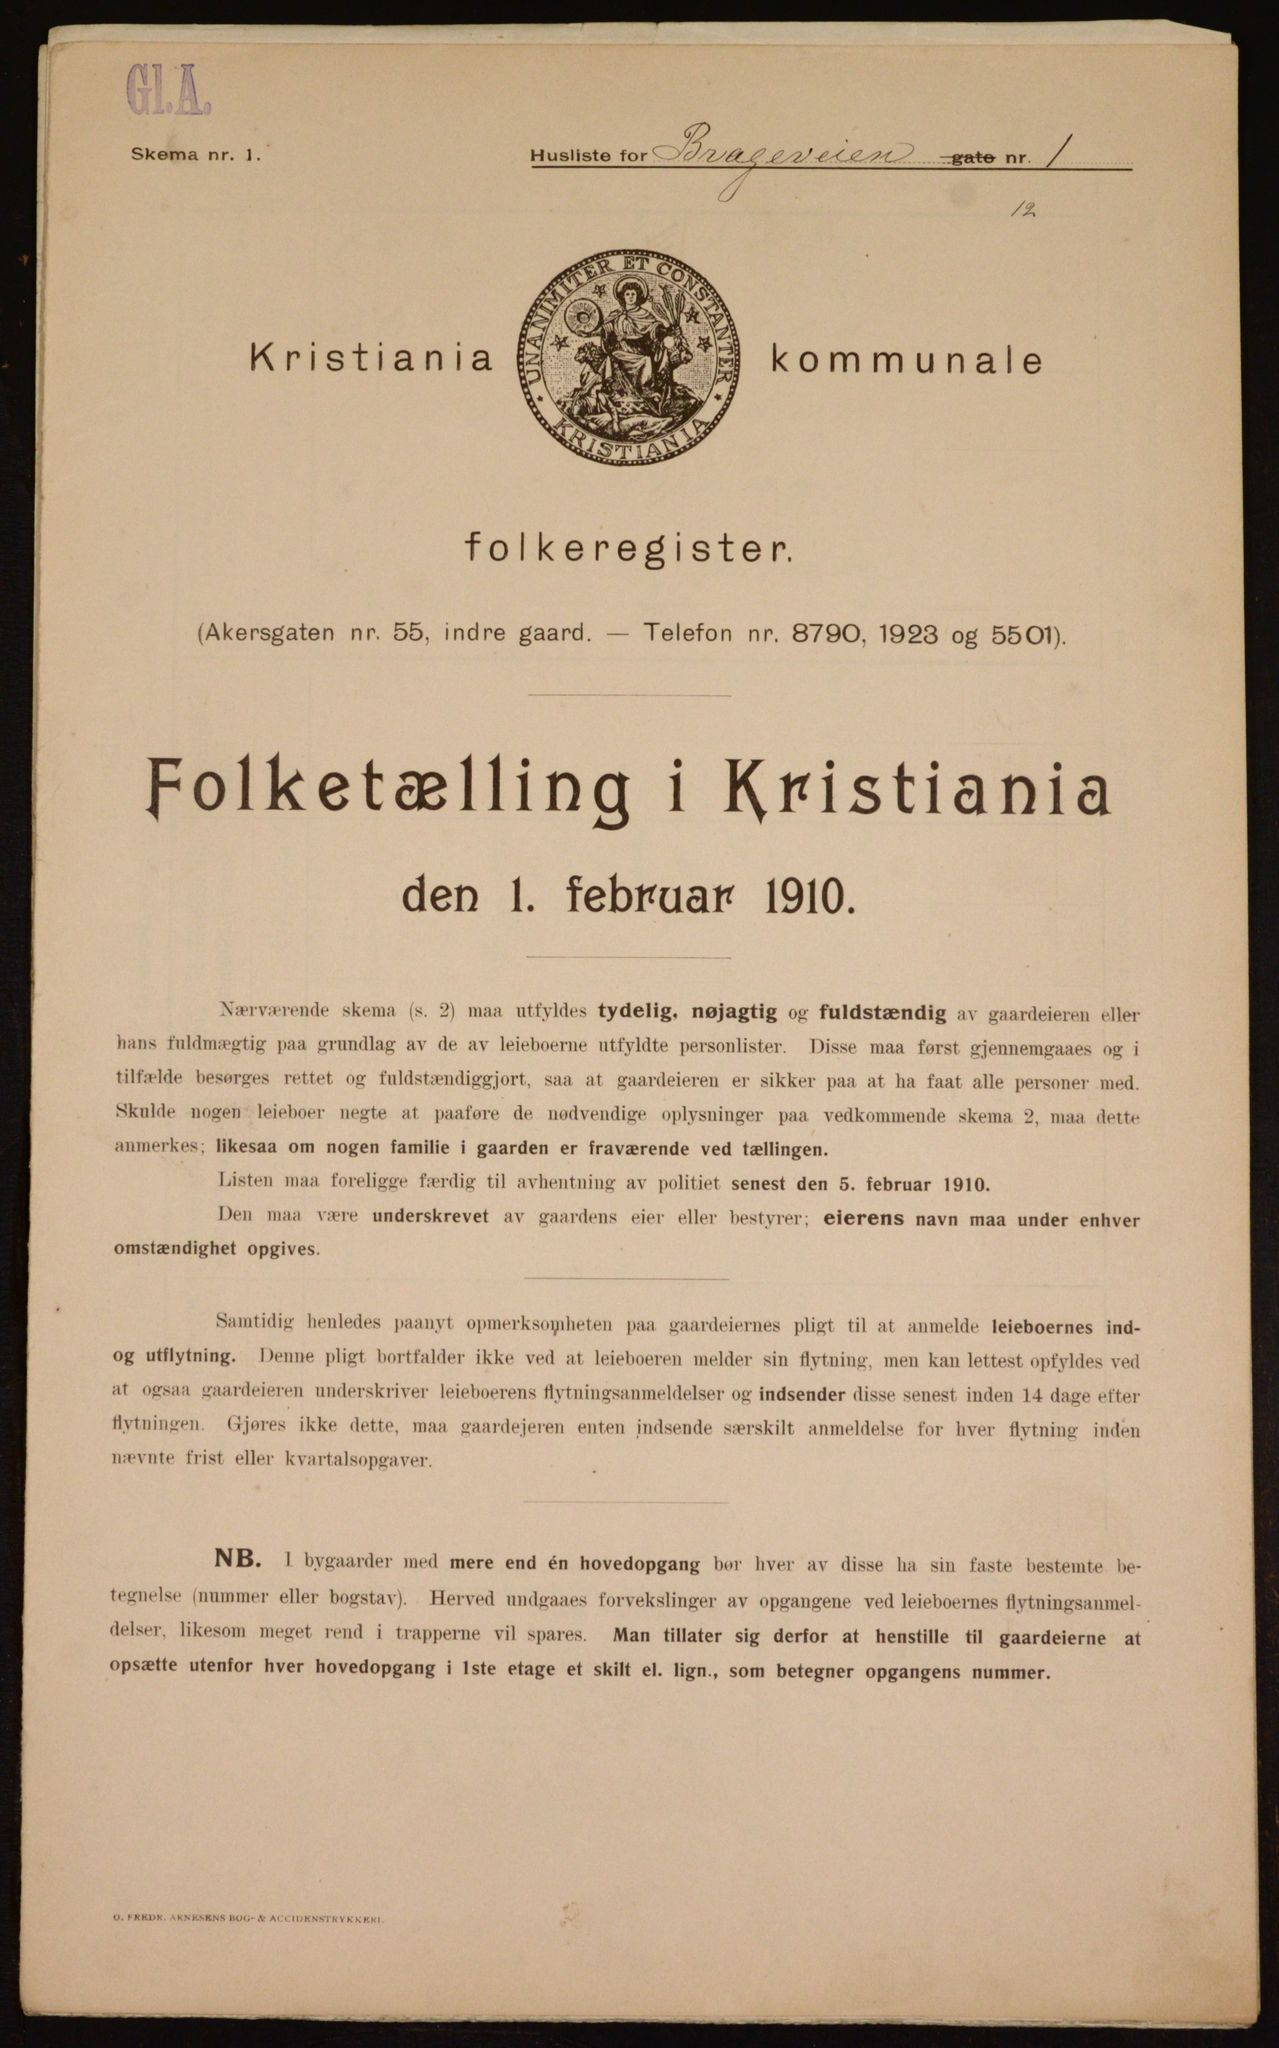 Gl. A.
Skema nr. 1.
Husliste for Brageveien gate nr. 1
12
UNANIMITER ET CONSTANTER
KRISTIANIA
Kristiania kommunale
folkeregister.
(Akersgaten nr. 55, indre gaard. — Telefon nr. 8790, 1923 og 5501).
Folketælling i Kristiania
den 1. februar 1910.
Nærværende skema (s. 2) maa utfyldes tydelig, nøjagtig og fuldstændig av gaardeieren eller
hans fuldmægtig paa grundlag av de av leieboerne utfyldte personlister. Disse maa først gjennemgaaes og i
tilfælde besørges rettet og fuldstændiggjort, saa at gaardeieren er sikker paa at ha faat alle personer med.
Skulde nogen leieboer negte at paaføre de nødvendige oplysninger paa vedkommende skema 2, maa dette
anmerkes; likesaa om nogen familie i gaarden er fraværende ved tællingen.
Listen maa foreligge færdig til avhentning av politiet senest den 5. februar 1910.
Den maa være underskrevet av gaardens eier eller bestyrer; eierens navn maa under enhver
omstændighet opgives.
Samtidig henledes paanyt opmerksomheten paa gaardeiernes pligt til at anmelde leieboernes ind-
og utflytning. Denne pligt bortfalder ikke ved at leieboeren melder sin flytning, men kan lettest opfyldes ved
at ogsaa gaardeieren underskriver leieboerens flytningsanmeldelser og indsender disse senest inden 14 dage efter
flytningen. Gjøres ikke dette, maa gaardejeren enten indsende særskilt anmeldelse for hver flytning inden
nævnte frist eller kvartalsopgaver.
NB. I bygaarder med mere end én hovedopgang bør hver av disse ha sin faste bestemte be-
tegnelse (nummer eller bogstav). Herved undgaaes forvekslinger av opgangene ved leieboernes flytningsanmel-
delser, likesom meget rend i trapperne vil spares. Man tillater sig derfor at henstille til gaardeierne at
opsætte utenfor hver hovedopgang i 1ste etage et skilt el. lign., som betegner opgangens nummer.
O. FREDR. ARNESENS BOG- & ACCIDENSTRYKKERI.